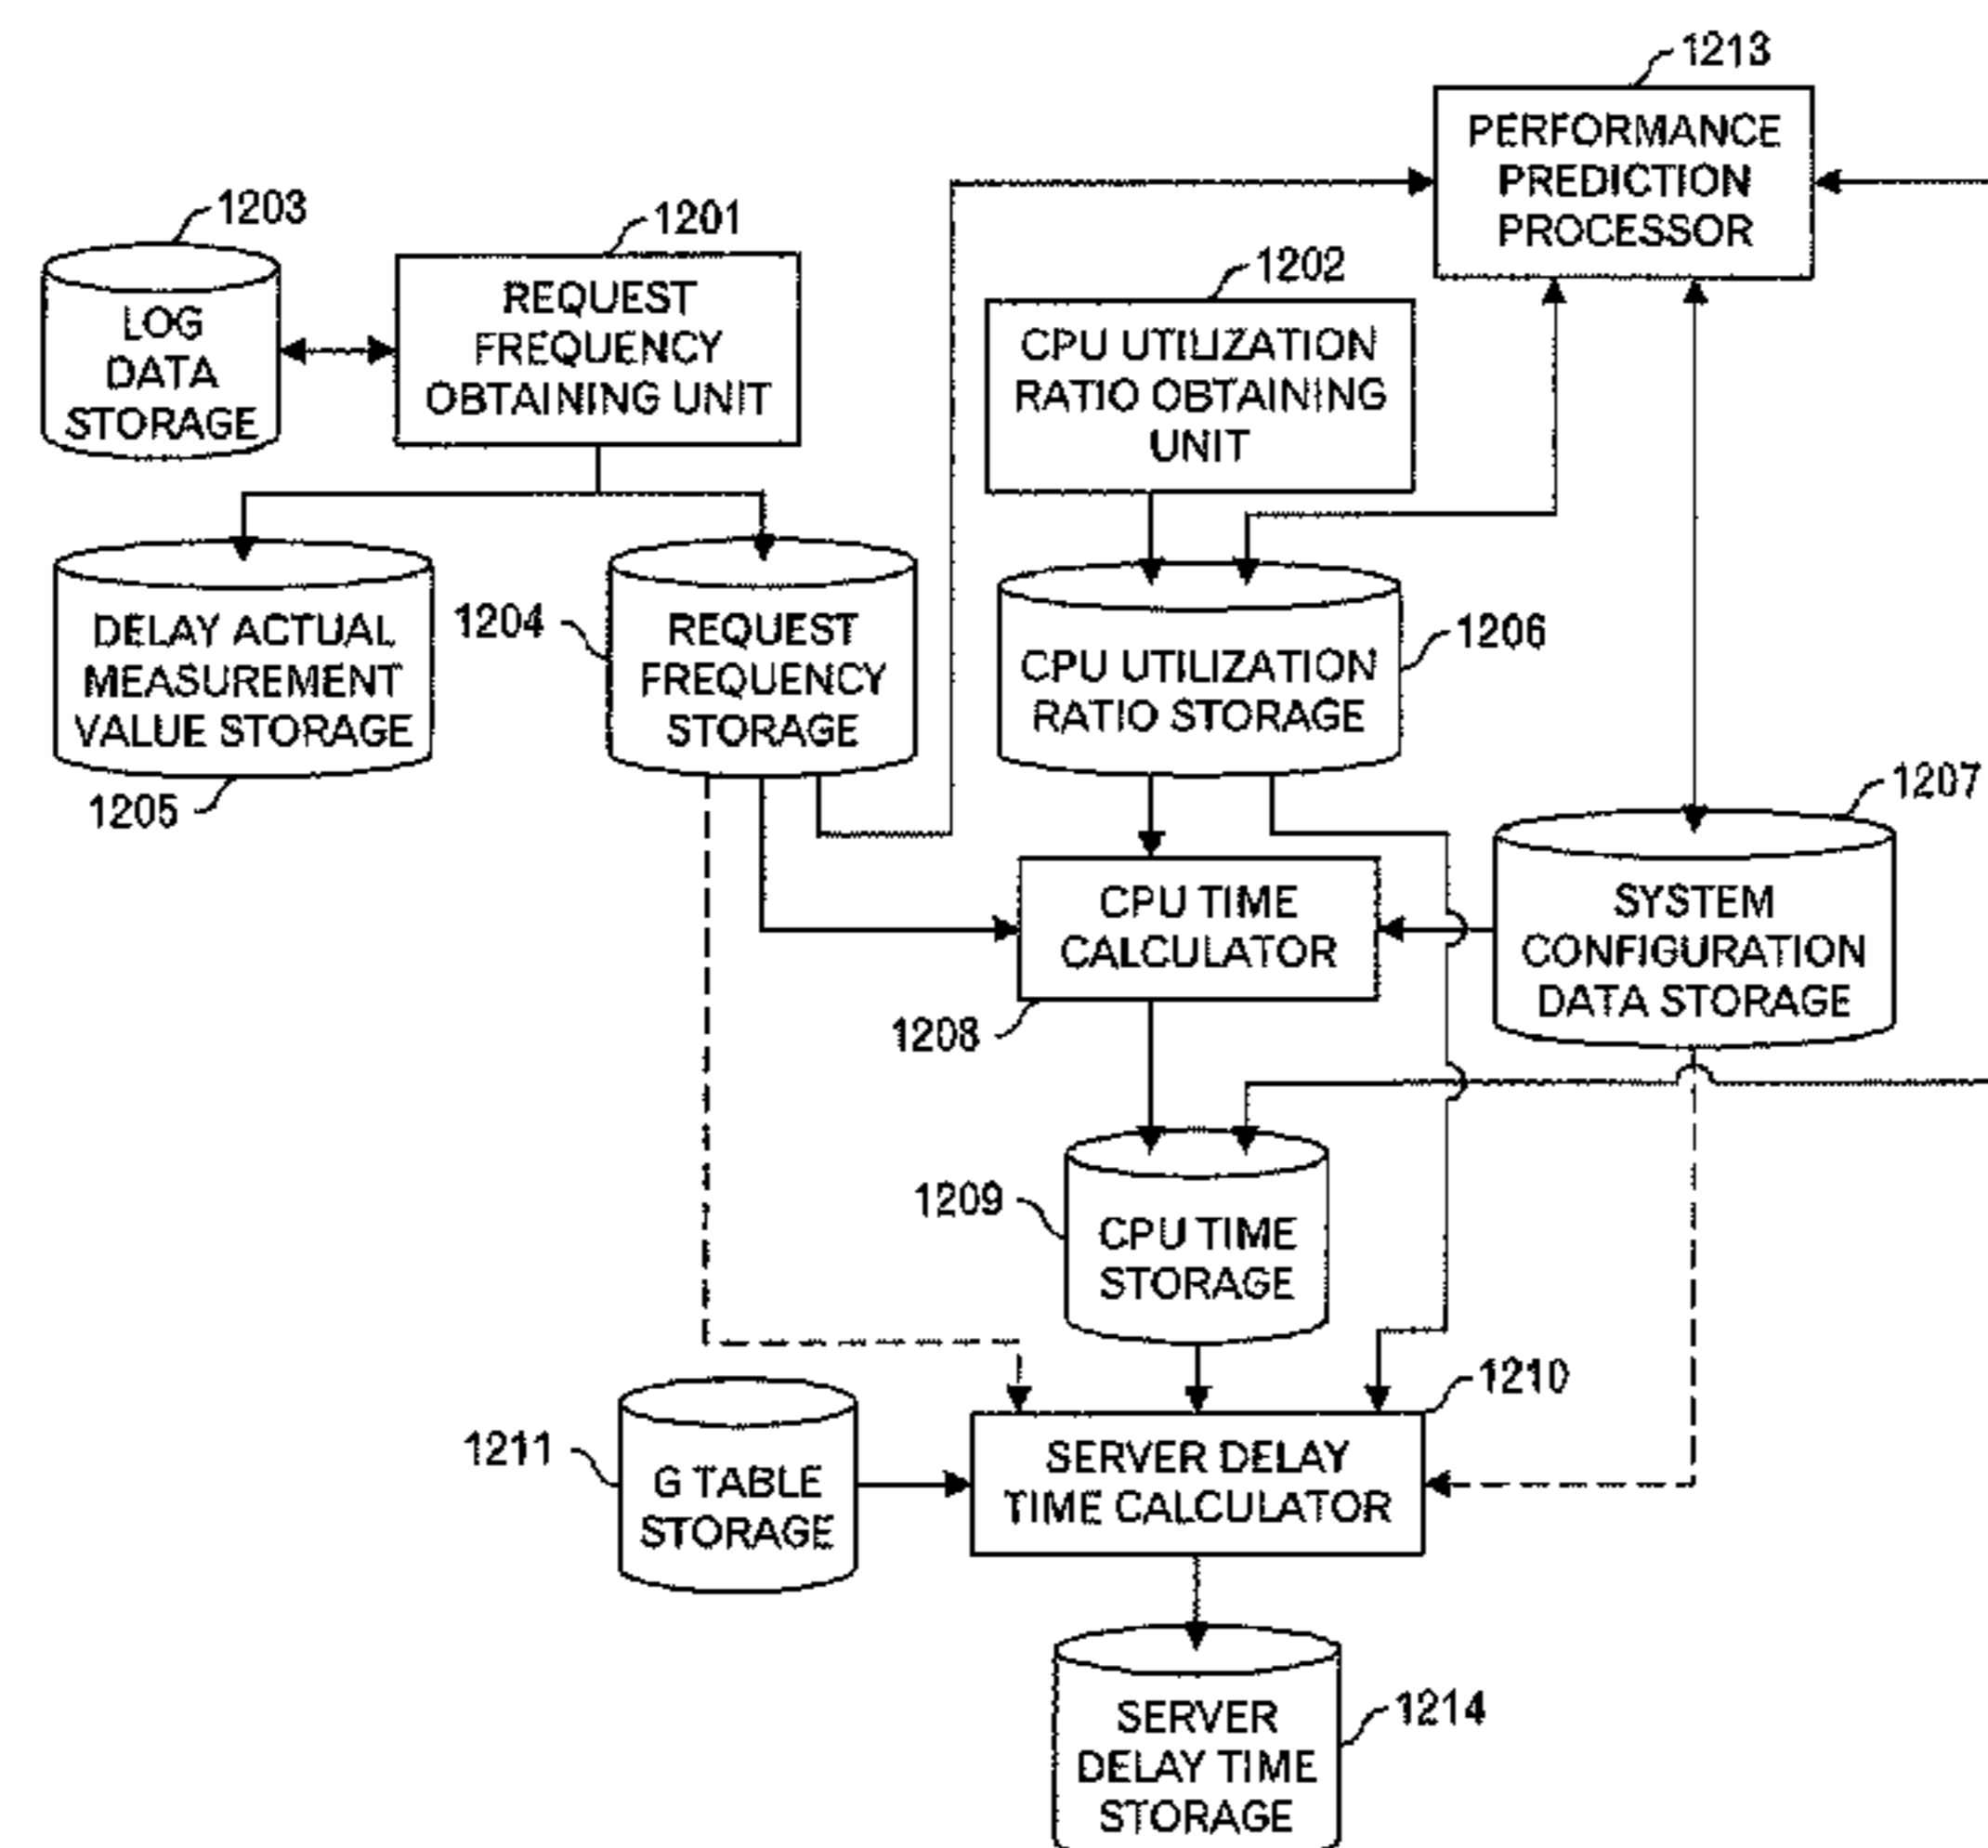 1213
PERFORMANCE
PREDICTION
PROCESSOR
1203
LOG
DATA
STORAGE
1201
REQUEST
FREQUENCY
OBTAINING UNIT
1202
CPU UTILIZATION
RATIO OBTAINING
UNIT
DELAY ACTUAL
MEASUREMENT
VALUE STORAGE
1205
1204
REQUEST
FREQUENCY
STORAGE
1206
CPU UTILIZATION
RATIO STORAGE
1207
SYSTEM
CONFIGURATION
DATA STORAGE
CPU TIME
CALCULATOR
1208
1209
CPU TIME
STORAGE
1211
G TABLE
STORAGE
1210
SERVER DELAY
TIME CALCULATOR
1214
SERVER
DELAY TIME
STORAGE